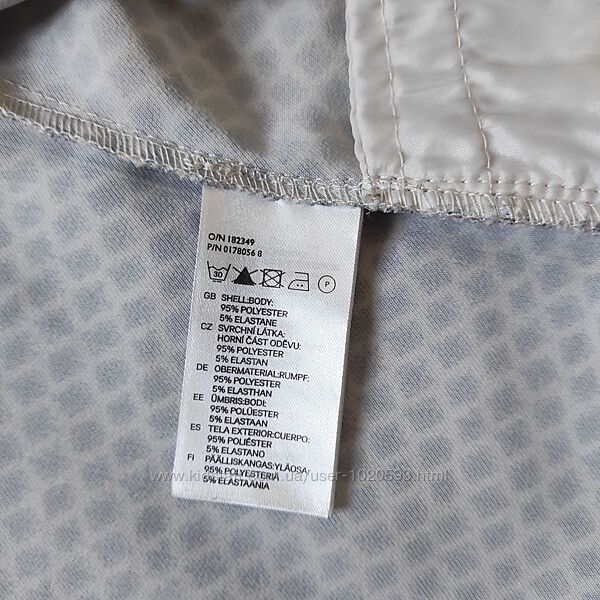 O/N 182349
P/N 0178056 8
30 P
GB SHELL:BODY:
95% POLYESTER
5% ELASTANE
CZ SVRCHNÍ LÁTKA:
HORNÍ ČÁST ODĚVU:
95% POLYESTER
5% ELASTAN
DE OBERMATERIAL:RUMPF:
95% POLYESTER
5% ELASTHAN
EE ÜMBRIS:BODI:
95% POLÜESTER
5% ELASTAAN
ES TELA EXTERIOR:CUERPO:
95% POLIÉSTER
5% ELASTANO
FI PÄÄLLISKANGAS:YLÄOSA:
95% POLYESTERIÄ
5% ELASTAANIA